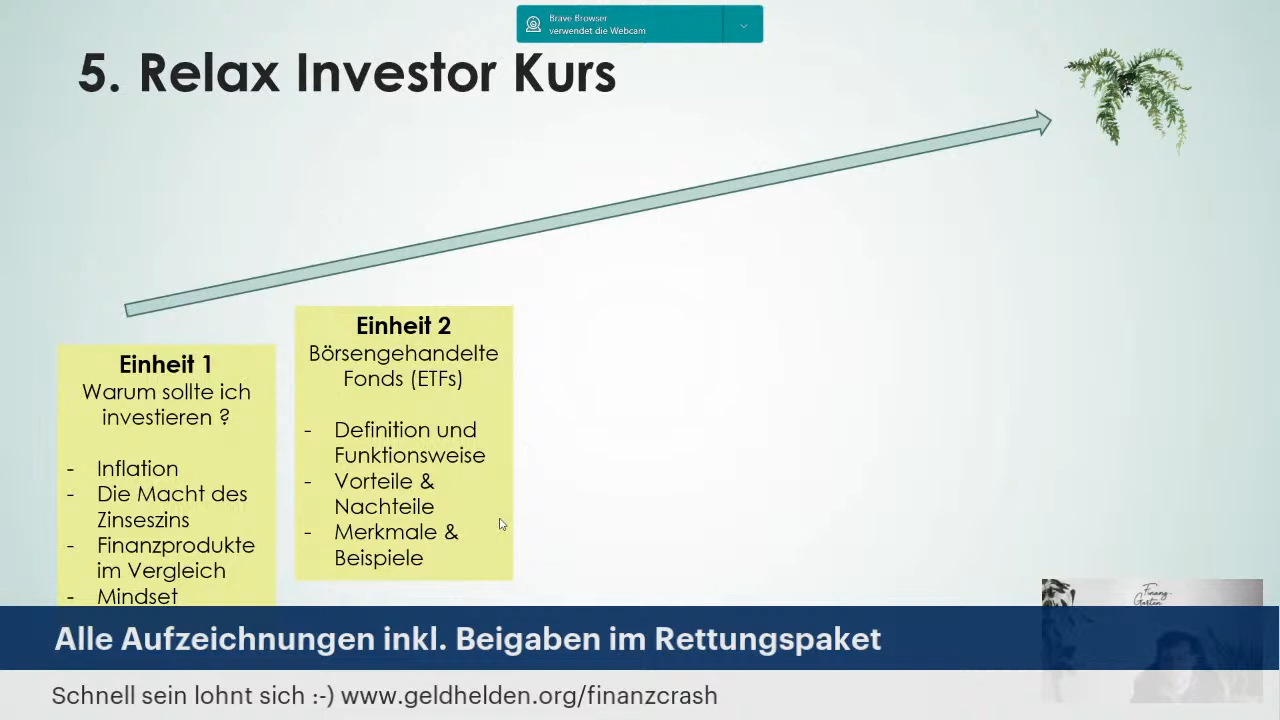 Brave Browser
verwendet die Webcam
5. Relax Investor Kurs
Einheit 1
Warum sollte ich
investieren ?
- Inflation
- Die Macht des
Zinseszins
- Finanzprodukte
im Vergleich
- Mindset
Einheit 2
Börsengehandelte
Fonds (ETFs)
- Definition und
Funktionsweise
- Vorteile &
Nachteile
- Merkmale &
Beispiele
Finanz
Garten
Alle Aufzeichnungen inkl. Beigaben im Rettungspaket
Schnell sein lohnt sich :-) www.geldhelden.org/finanzcrash